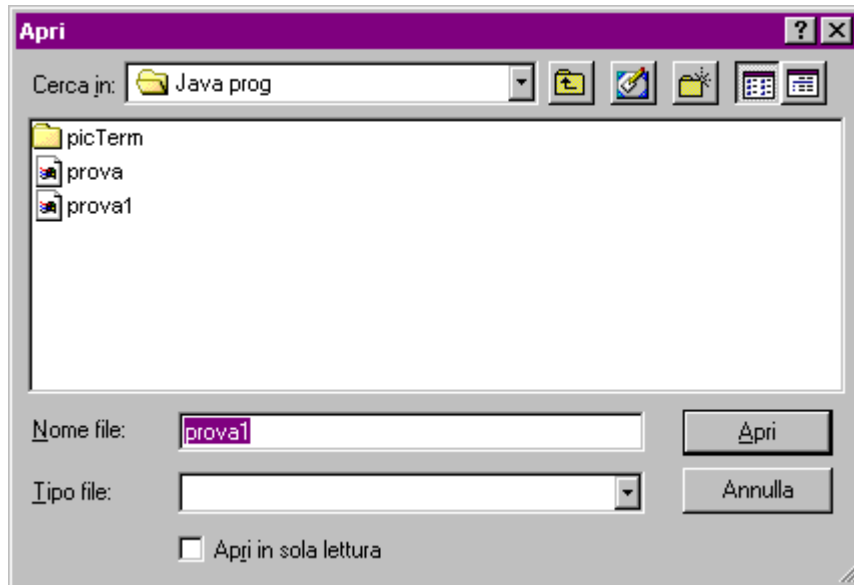 Apri
Cerca in: Java prog
picTerm
prova
prova1
Nome file: prova1 Apri
Tipo file: Annulla
Apri in sola lettura